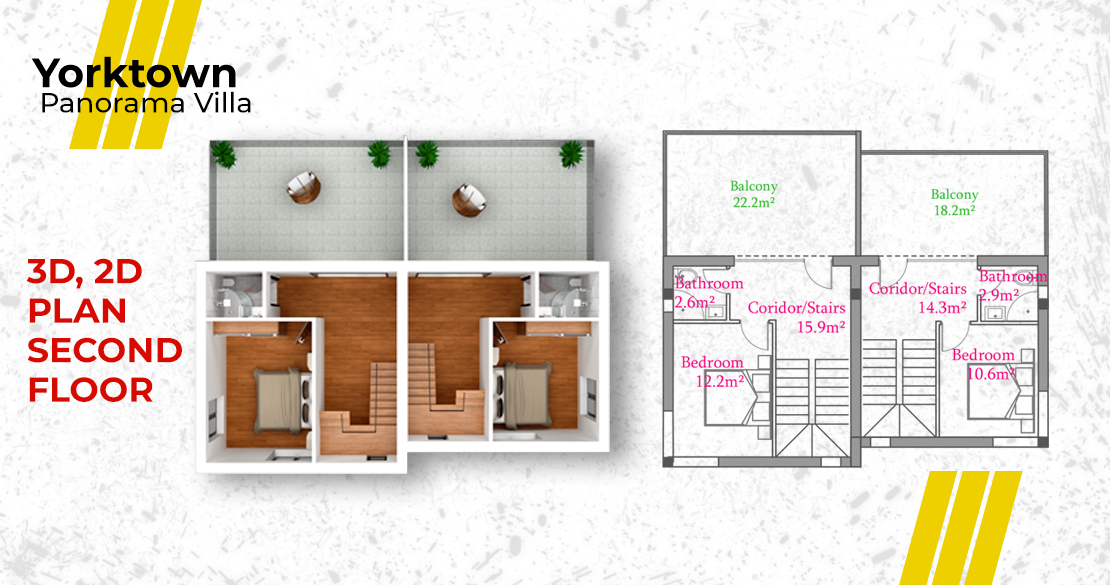 Yorktown
Panorama Villa
3D, 2D
PLAN
SECOND
FLOOR
Balcony
22.2m²
Balcony
18.2m²
Bathroom
2.6m²
Coridor/Stairs
15.9m²
Coridor/Stairs
14.3m²
Bathroom
2.9m²
Bedroom
12.2m²
Bedroom
10.6m²